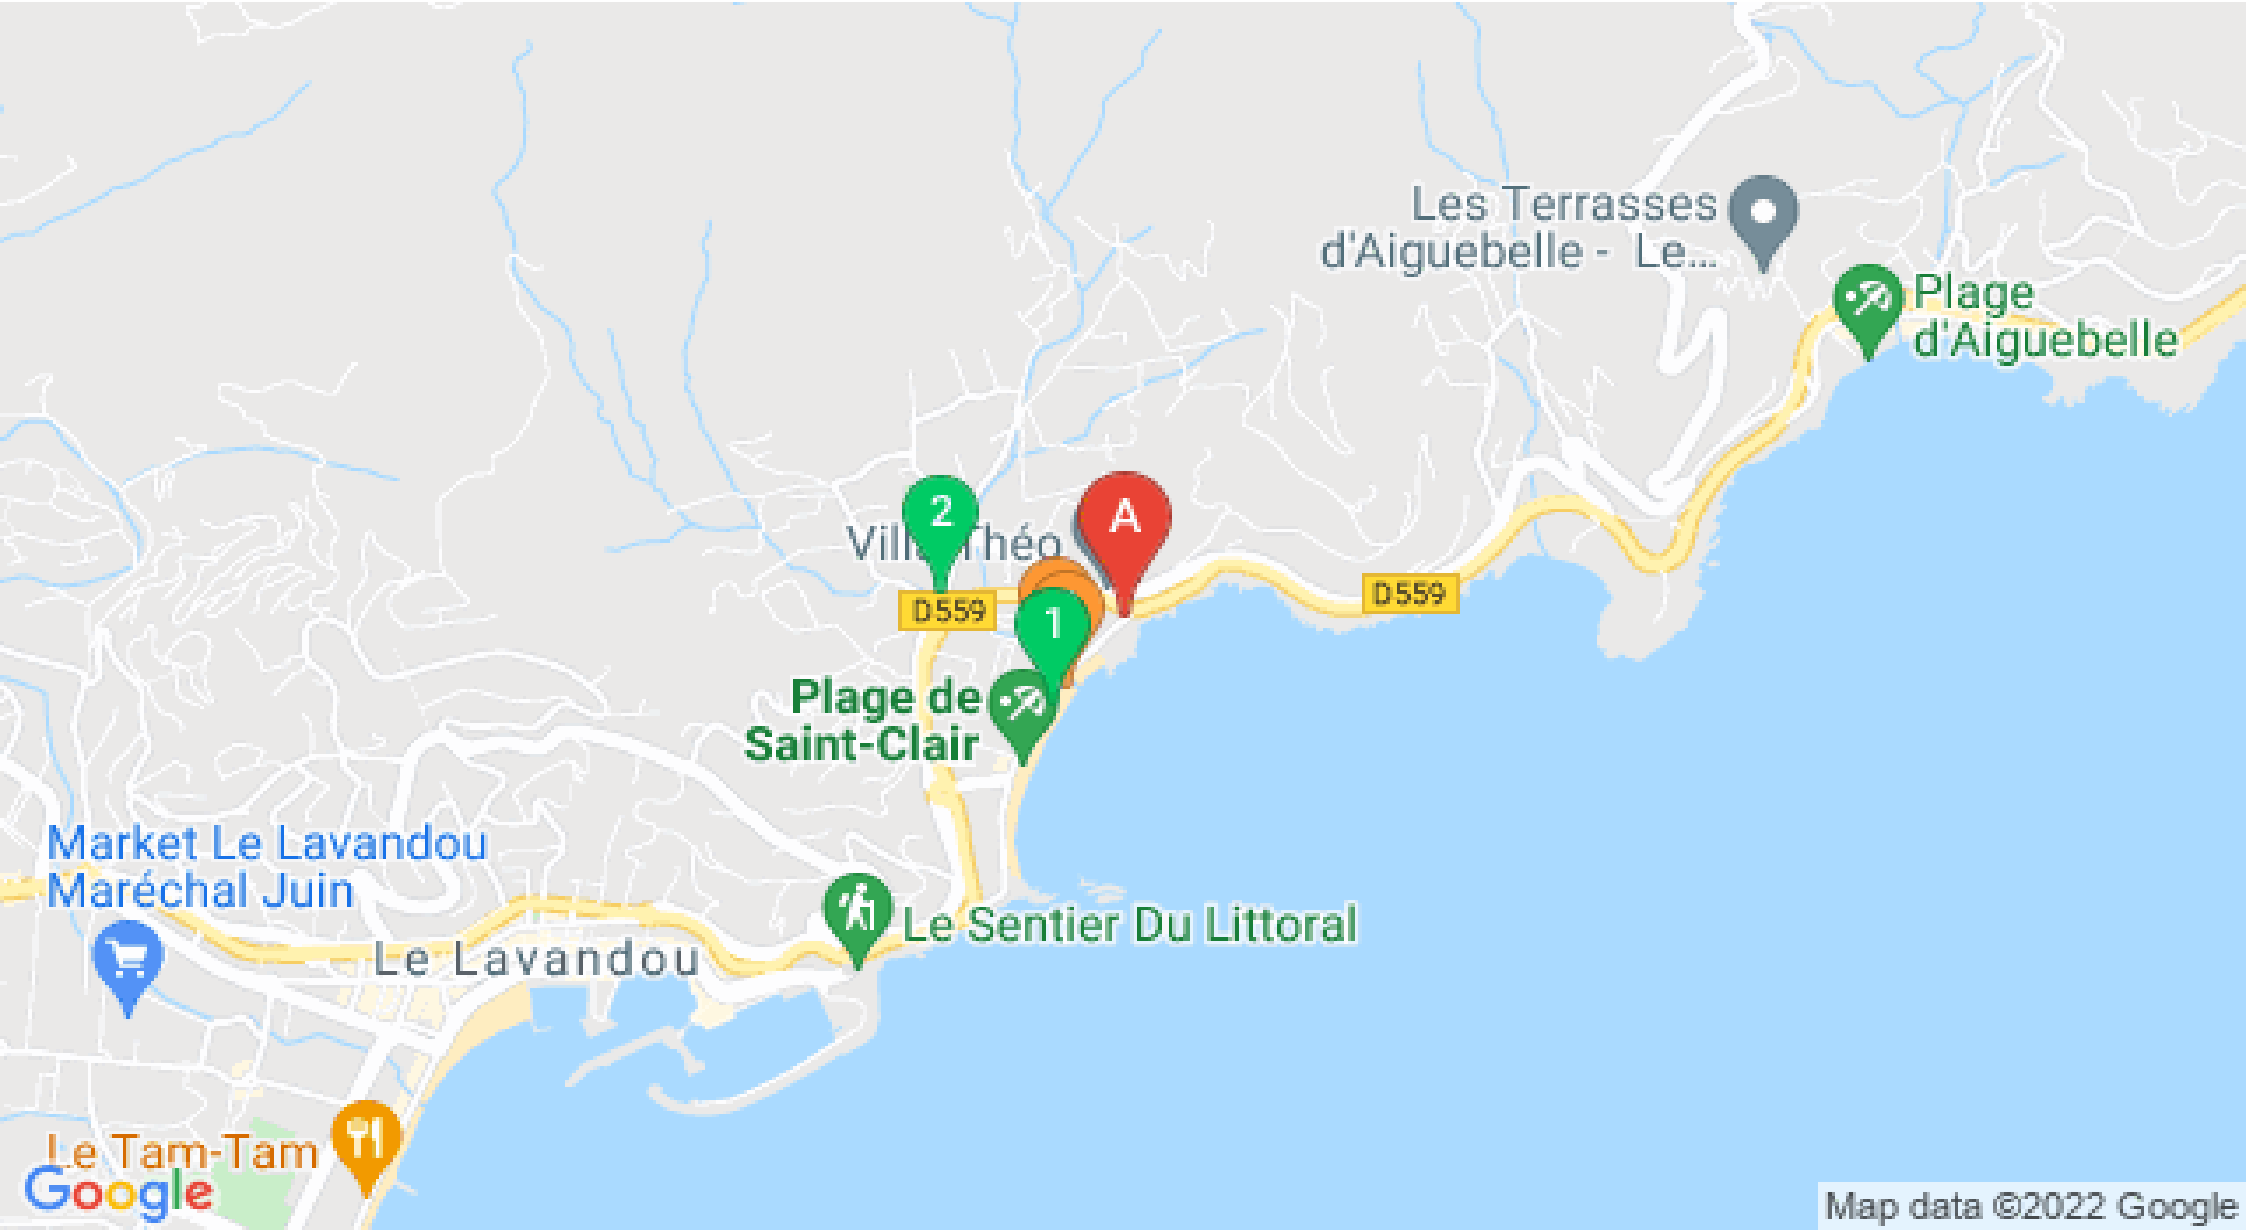 Les Terrasses
d'Aiguebelle - Le...
Plage
d'Aiguebelle
2
A
Théo
D559
D559
1
Plage de
Saint-Clair
Market Le Lavandou
Maréchal Juin
Le Sentier Du Littoral
Le Lavandou
Le Tam-Tam
Google
Map data ©2022 Google